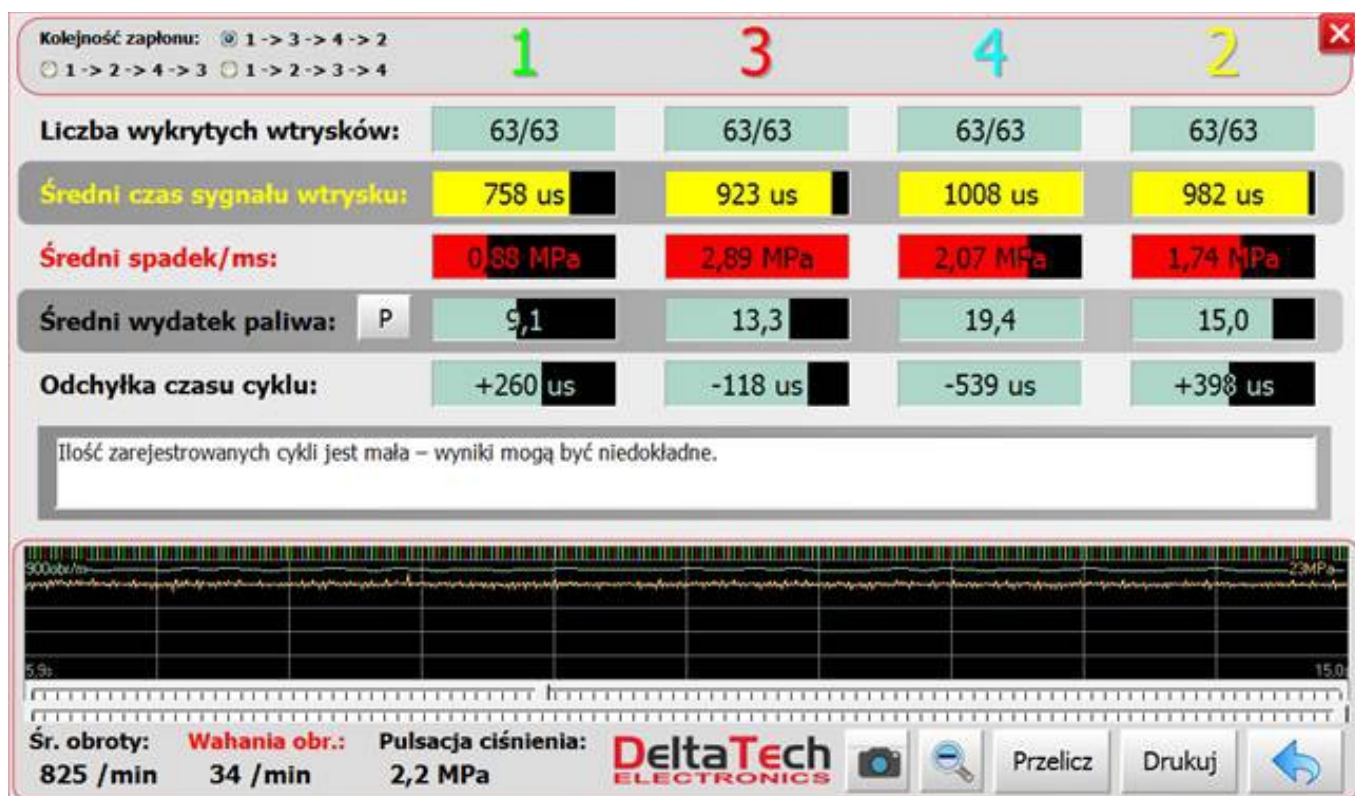 Kolejność zapłonu: 1 -> 3 -> 4 -> 2
1 -> 2 -> 4 -> 3 1 -> 2 -> 3 -> 4
1 3 4 2
Liczba wykrytych wtrysków: 63/63 63/63 63/63 63/63
Średni czas sygnału wtrysku: 758 us 923 us 1008 us 982 us
Średni spadek/ms: 0,88 MPa 2,89 MPa 2,07 MPa 1,74 MPa
Średni wydatek paliwa: P 9,1 13,3 19,4 15,0
Odchyłka czasu cyklu: +260 us -118 us -539 us +398 us
Ilość zarejestrowanych cykli jest mała – wyniki mogą być niedokładne.
900obr/m 23MPa
5,9s 15,0s
Śr. obroty: Wahania obr.: Pulsacja ciśnienia:
825 /min 34 /min 2,2 MPa
DeltaTech
ELECTRONICS
Przelicz Drukuj